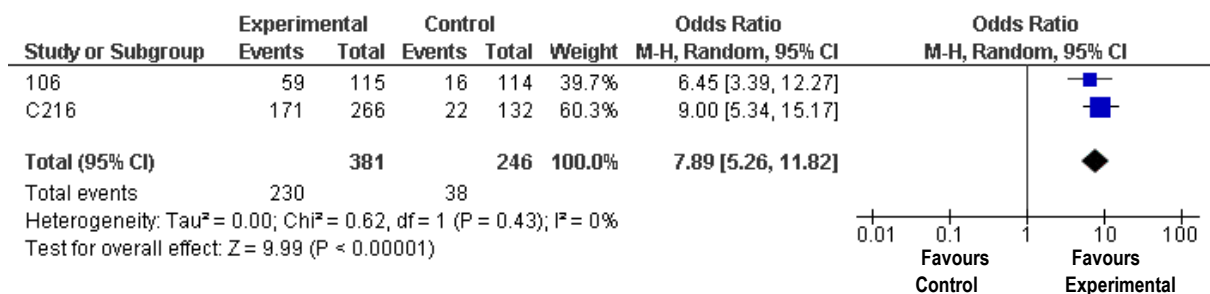 Experimental Control Odds Ratio Odds Ratio
Study or Subgroup Events Total Events Total Weight M-H, Random, 95% CI M-H, Random, 95% CI
106 59 115 16 114 39.7% 6.45 [3.39, 12.27]
C216 171 266 22 132 60.3% 9.00 [5.34, 15.17]
Total (95% CI) 381 246 100.0% 7.89 [5.26, 11.82]
Total events 230 38
Heterogeneity: Tau² = 0.00; Chi² = 0.62, df = 1 (P = 0.43); I² = 0%
Test for overall effect: Z = 9.99 (P < 0.00001)
0.01 0.1 1 10 100
Favours Favours
Control Experimental